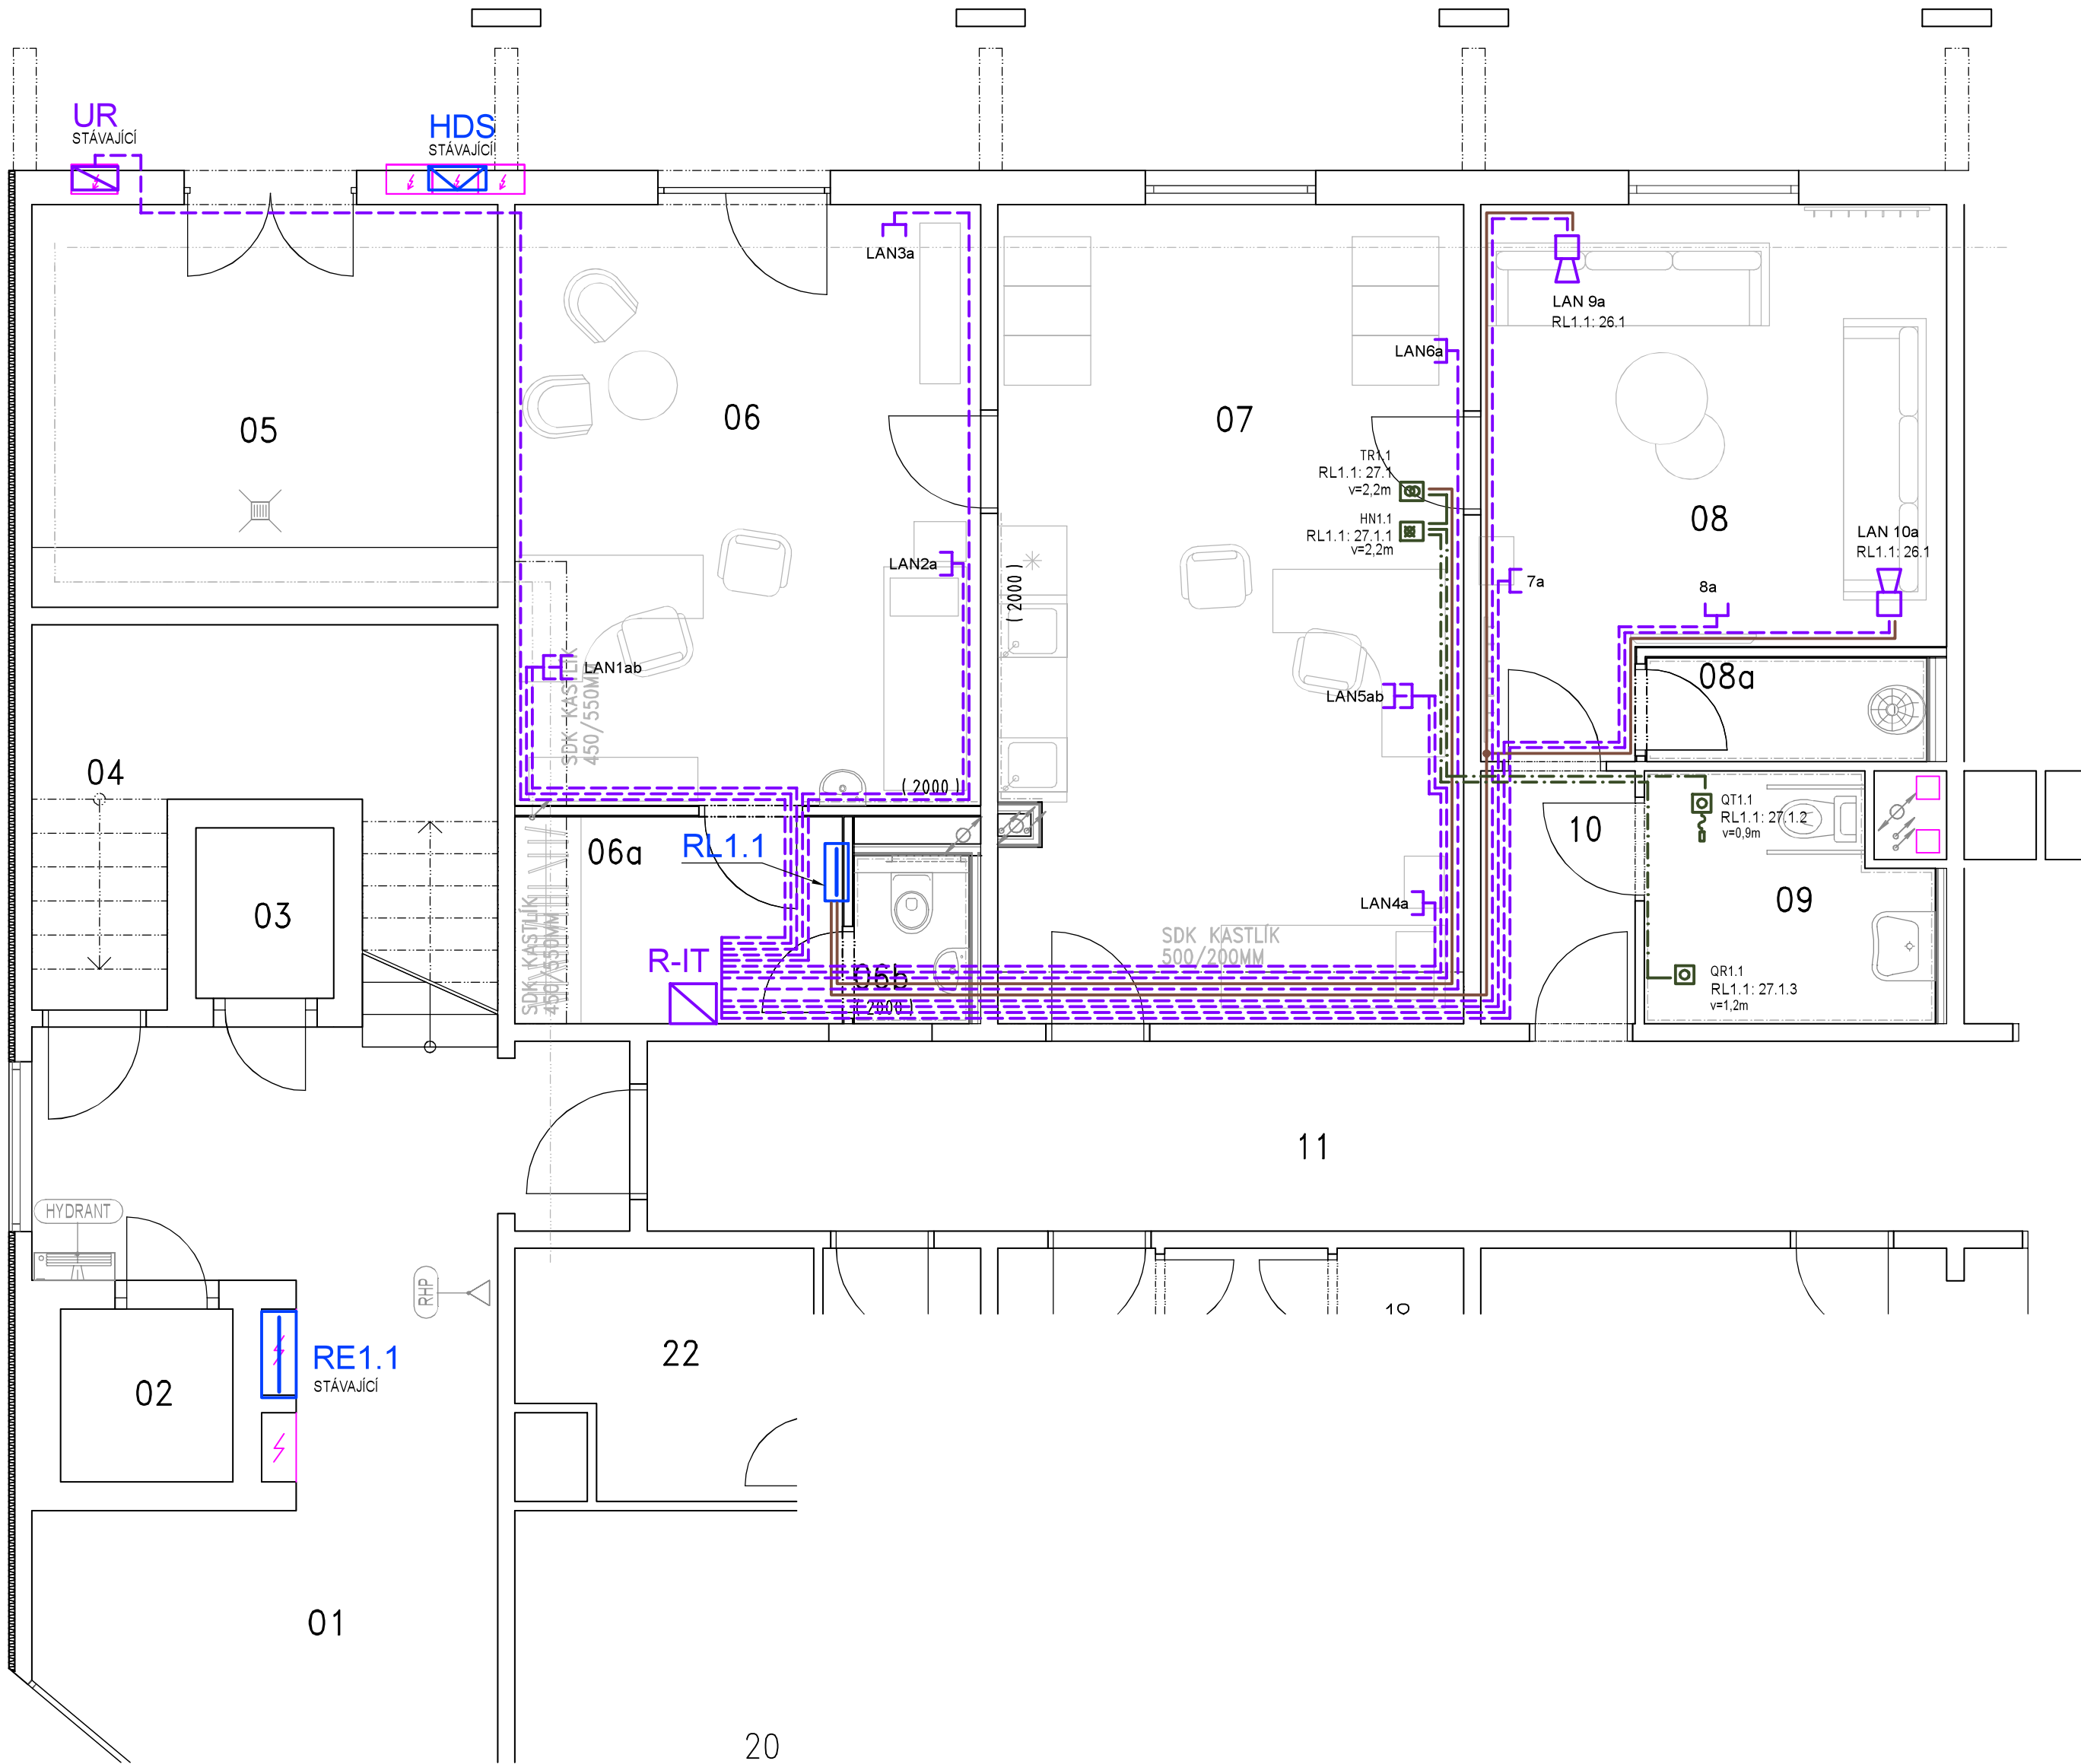 UR
STÁVAJÍCÍ
HDS
STÁVAJÍCÍ
LAN3a
LAN 9a
RL1.1: 26.1
LAN6a
05
06
07
08
TR1.1
RL1.1: 27.1
v=2,2m
HN1.1
RL1.1: 27.1.1
v=2,2m
LAN 10a
RL1.1: 26.1
LAN2a
(2000)
7a
8a
LAN1ab
SDK KASTLÍK
450/550MM
LAN5ab
08a
04
(2000)
QT1.1
RL1.1: 27.1.2
v=0,9m
10
06a
RL1.1
03
09
LAN4a
SDK KASTLÍK
450/550MM
SDK KASTLÍK
500/200MM
R-IT
06b
(2000)
QR1.1
RL1.1: 27.1.3
v=1,2m
11
HYDRANT
RHP
22
RE1.1
STÁVAJÍCÍ
02
01
20